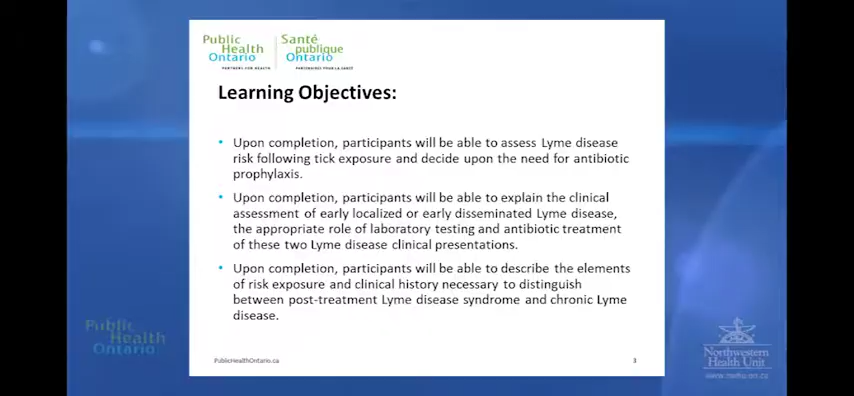 Public
Health
Ontario
PARTNERS FOR HEALTH
Santé
publique
Ontario
PARTENAIRES POUR LA SANTÉ
Learning Objectives:
• Upon completion, participants will be able to assess Lyme disease
risk following tick exposure and decide upon the need for antibiotic
prophylaxis.
• Upon completion, participants will be able to explain the clinical
assessment of early localized or early disseminated Lyme disease,
the appropriate role of laboratory testing and antibiotic treatment
of these two Lyme disease clinical presentations.
• Upon completion, participants will be able to describe the elements
of risk exposure and clinical history necessary to distinguish
between post-treatment Lyme disease syndrome and chronic Lyme
disease.
PublicHealthOntario.ca
3
Public
Health
Ontario
Northwestern
Health Unit
www.nwhu.on.ca